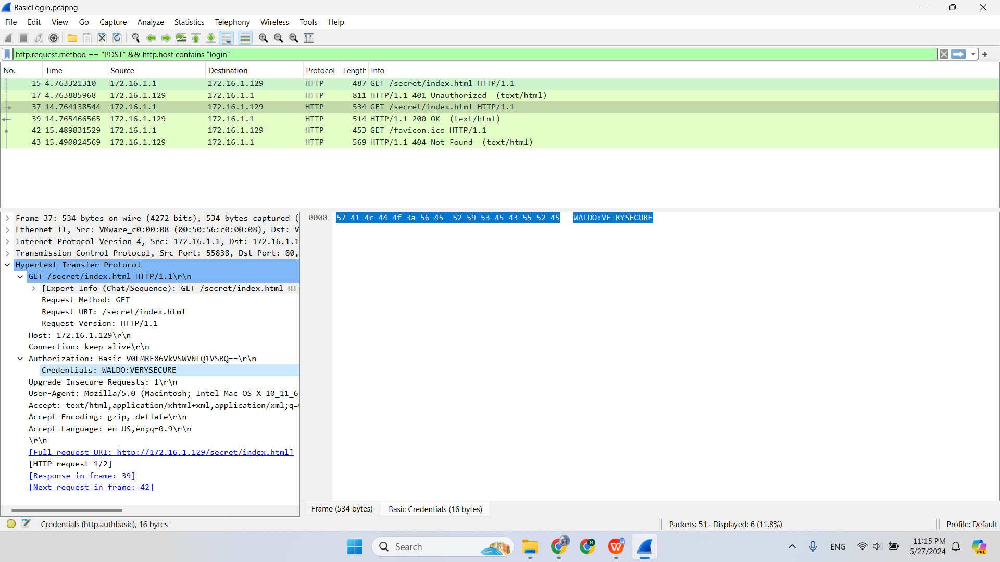 BasicLogin.pcapng
File Edit View Go Capture Analyze Statistics Telephony Wireless Tools Help
http.request.method == "POST" && http.host contains "login"
No. Time Source Destination Protocol Length Info
15 4.763321310 172.16.1.1 172.16.1.129 HTTP 487 GET /secret/index.html HTTP/1.1
17 4.763885968 172.16.1.129 172.16.1.1 HTTP 811 HTTP/1.1 401 Unauthorized (text/html)
37 14.764138544 172.16.1.1 172.16.1.129 HTTP 534 GET /secret/index.html HTTP/1.1
39 14.765466565 172.16.1.129 172.16.1.1 HTTP 514 HTTP/1.1 200 OK (text/html)
42 15.489831529 172.16.1.1 172.16.1.129 HTTP 453 GET /favicon.ico HTTP/1.1
43 15.490024569 172.16.1.129 172.16.1.1 HTTP 569 HTTP/1.1 404 Not Found (text/html)
Frame 37: 534 bytes on wire (4272 bits), 534 bytes captured (
Ethernet II, Src: VMware_c0:00:08 (00:50:56:c0:00:08), Dst: V
Internet Protocol Version 4, Src: 172.16.1.1, Dst: 172.16.1.1
Transmission Control Protocol, Src Port: 55838, Dst Port: 80,
Hypertext Transfer Protocol
GET /secret/index.html HTTP/1.1\r\n
[Expert Info (Chat/Sequence): GET /secret/index.html HTT
Request Method: GET
Request URI: /secret/index.html
Request Version: HTTP/1.1
Host: 172.16.1.129\r\n
Connection: keep-alive\r\n
Authorization: Basic V0FMRE86VkVSWVNFQ1VSRQ==\r\n
Credentials: WALDO:VERYSECURE
Upgrade-Insecure-Requests: 1\r\n
User-Agent: Mozilla/5.0 (Macintosh; Intel Mac OS X 10_11_6
Accept: text/html,application/xhtml+xml,application/xml;q=
Accept-Encoding: gzip, deflate\r\n
Accept-Language: en-US,en;q=0.9\r\n
\r\n
[Full request URI: http://172.16.1.129/secret/index.html]
[HTTP request 1/2]
[Response in frame: 39]
[Next request in frame: 42]
0000 57 41 4c 44 4f 3a 56 45 52 59 53 45 43 55 52 45 WALDO:VE RYSECURE
Frame (534 bytes) Basic Credentials (16 bytes)
Credentials (http.authbasic), 16 bytes Packets: 51 · Displayed: 6 (11.8%) Profile: Default
Search N W ENG 11:15 PM PRE
5/27/2024